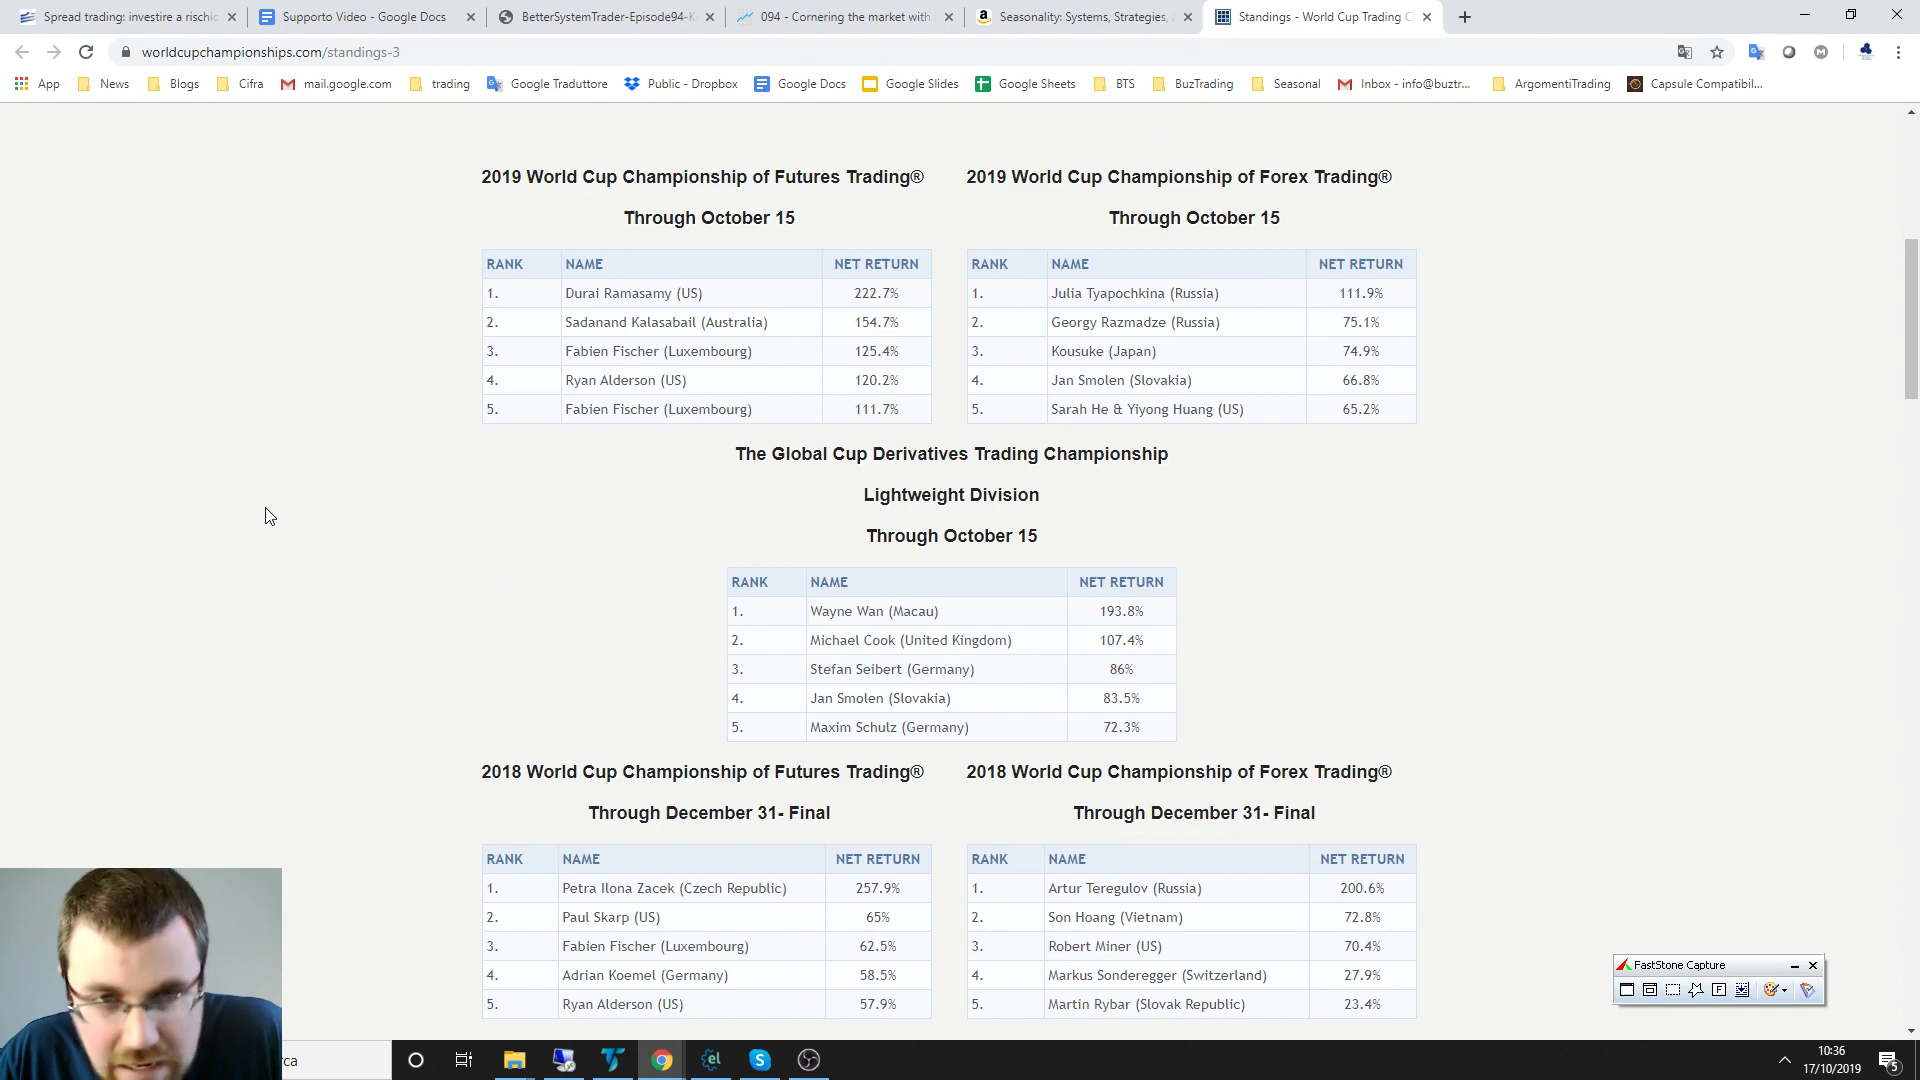 Spread trading: investire a rischio
Supporto Video - Google Docs
BetterSystemTrader-Episode94-K
094 - Cornering the market with
Seasonality: Systems, Strategies,
Standings - World Cup Trading C
worldcupchampionships.com/standings-3
App News Blogs Cifra mail.google.com trading Google Traduttore Public - Dropbox Google Docs Google Slides Google Sheets BTS BuzTrading Seasonal Inbox - info@buztr... ArgomentiTrading Capsule Compatibil...
2019 World Cup Championship of Futures Trading®
Through October 15
RANK NAME NET RETURN
1. Durai Ramasamy (US) 222.7%
2. Sadanand Kalasabail (Australia) 154.7%
3. Fabien Fischer (Luxembourg) 125.4%
4. Ryan Alderson (US) 120.2%
5. Fabien Fischer (Luxembourg) 111.7%
2019 World Cup Championship of Forex Trading®
Through October 15
RANK NAME NET RETURN
1. Julia Tyapochkina (Russia) 111.9%
2. Georgy Razmadze (Russia) 75.1%
3. Kousuke (Japan) 74.9%
4. Jan Smolen (Slovakia) 66.8%
5. Sarah He & Yiyong Huang (US) 65.2%
The Global Cup Derivatives Trading Championship
Lightweight Division
Through October 15
RANK NAME NET RETURN
1. Wayne Wan (Macau) 193.8%
2. Michael Cook (United Kingdom) 107.4%
3. Stefan Seibert (Germany) 86%
4. Jan Smolen (Slovakia) 83.5%
5. Maxim Schulz (Germany) 72.3%
2018 World Cup Championship of Futures Trading®
Through December 31- Final
RANK NAME NET RETURN
1. Petra Ilona Zacek (Czech Republic) 257.9%
2. Paul Skarp (US) 65%
3. Fabien Fischer (Luxembourg) 62.5%
4. Adrian Koemel (Germany) 58.5%
5. Ryan Alderson (US) 57.9%
2018 World Cup Championship of Forex Trading®
Through December 31- Final
RANK NAME NET RETURN
1. Artur Teregulov (Russia) 200.6%
2. Son Hoang (Vietnam) 72.8%
3. Robert Miner (US) 70.4%
4. Markus Sonderegger (Switzerland) 27.9%
5. Martin Rybar (Slovak Republic) 23.4%
FastStone Capture
rca
10:36
17/10/2019
5